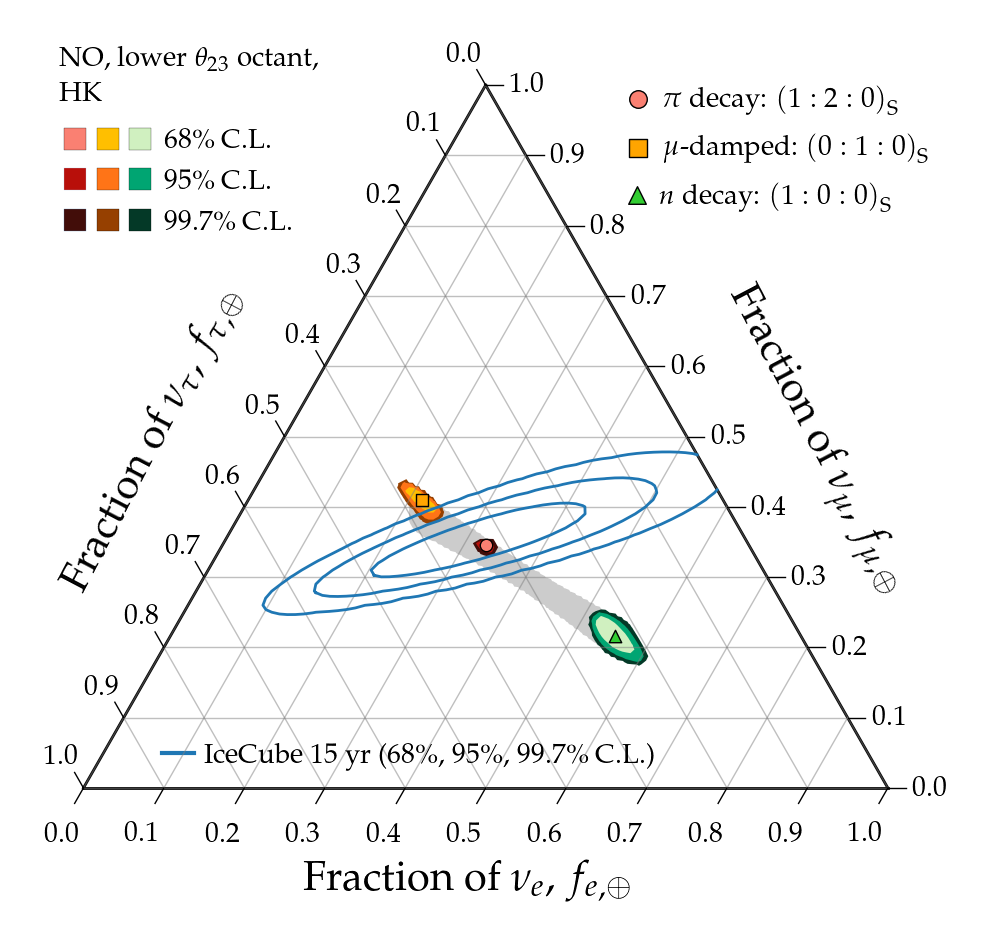 NO, lower θ23 octant,
HK
68% C.L.
95% C.L.
99.7% C.L.
π decay: (1 : 2 : 0)S
μ-damped: (0 : 1 : 0)S
n decay: (1 : 0 : 0)S
0.0
0.1
0.2
0.3
0.4
0.5
0.6
0.7
0.8
0.9
1.0
Fraction of ντ, fτ,⊕
1.0
0.9
0.8
0.7
0.6
0.5
0.4
0.3
0.2
0.1
0.0
Fraction of νμ, fμ,⊕
IceCube 15 yr (68%, 95%, 99.7% C.L.)
0.0 0.1 0.2 0.3 0.4 0.5 0.6 0.7 0.8 0.9 1.0
Fraction of νe, fe,⊕